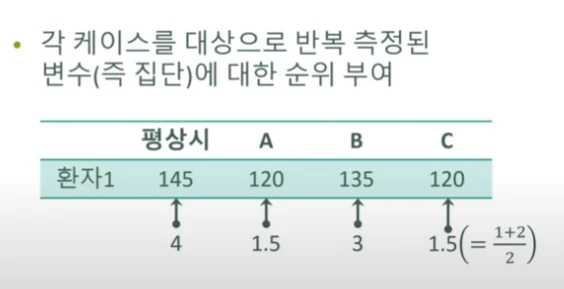 • 각 케이스를 대상으로 반복 측정된
변수(즉 집단)에 대한 순위 부여
평상시 A B C
환자1 145 120 135 120
4 1.5 3 1.5(= (1+2)/2)